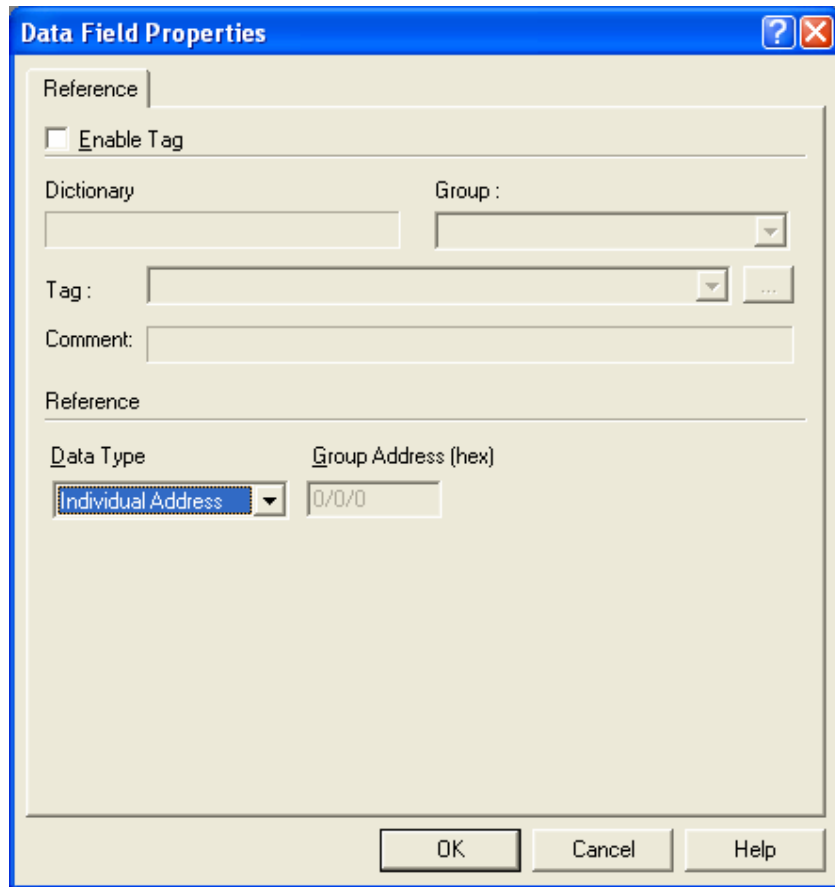 Data Field Properties
Reference
Enable Tag
Dictionary
Group :
Tag :
...
Comment:
Reference
Data Type
Group Address (hex)
Individual Address
0/0/0
OK
Cancel
Help